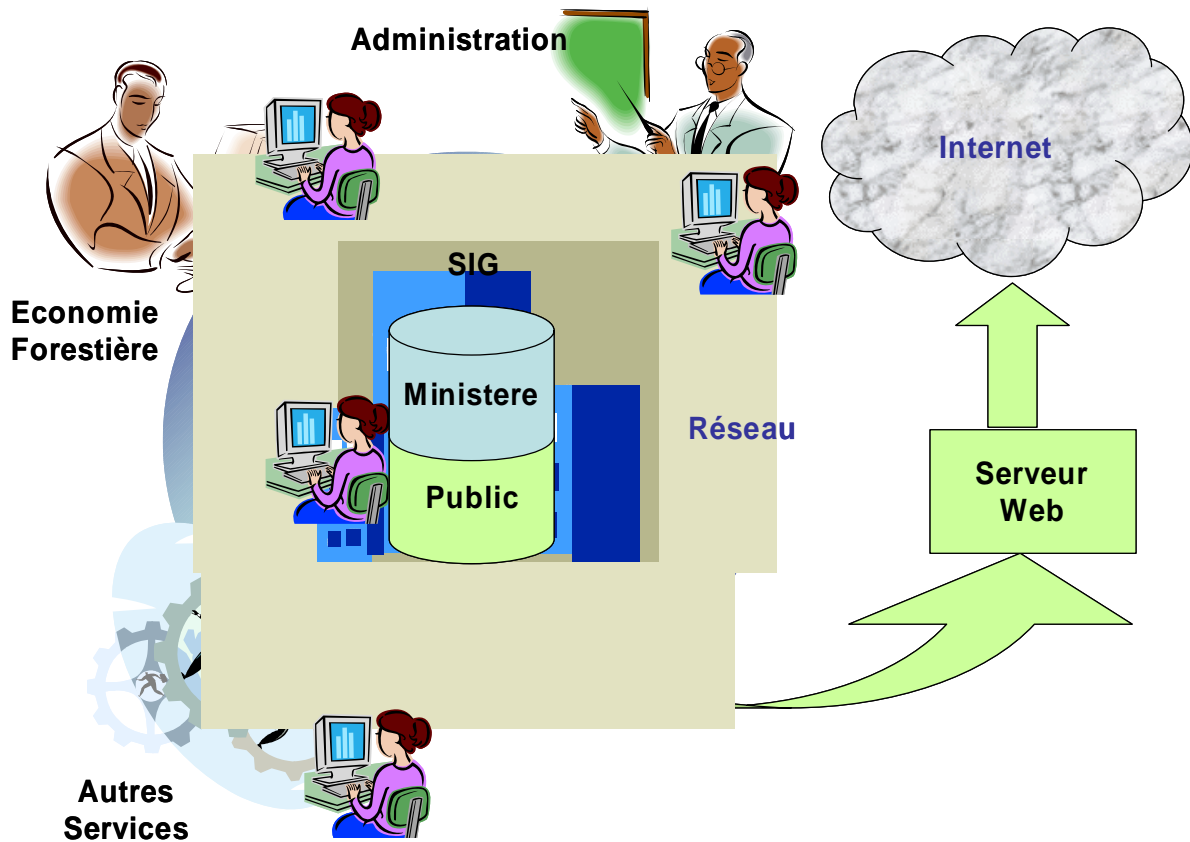 Administration
Internet
SIG
Economie
Forestière
Ministere
Réseau
Public
Serveur
Web
Autres
Services